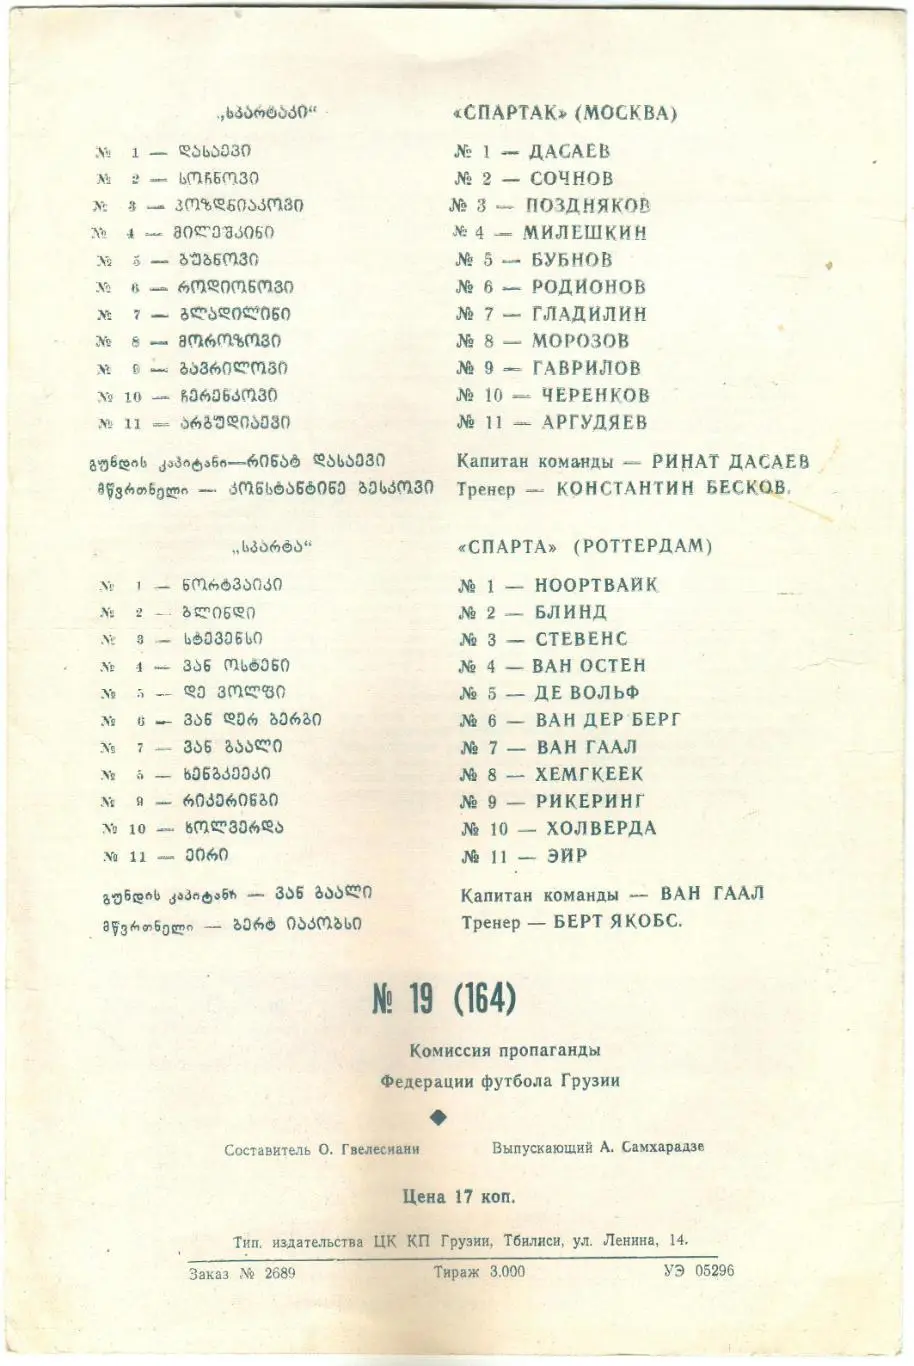 „სპარტაკი“ «СПАРТАК» (МОСКВА)
№ 1 — დასაევი № 1 — ДАСАЕВ
№ 2 — სოჩნოვი № 2 — СОЧНОВ
№ 3 — პოზდნიაკოვი № 3 — ПОЗДНЯКОВ
№ 4 — მილეშკინი № 4 — МИЛЕШКИН
№ 5 — ბუბნოვი № 5 — БУБНОВ
№ 6 — როდიონოვი № 6 — РОДИОНОВ
№ 7 — გლადილინი № 7 — ГЛАДИЛИН
№ 8 — მოროზოვი № 8 — МОРОЗОВ
№ 9 — გავრილოვი № 9 — ГАВРИЛОВ
№ 10 — ჩერენკოვი № 10 — ЧЕРЕНКОВ
№ 11 — არგუდიაევი № 11 — АРГУДЯЕВ
გუნდის კაპიტანი—რინატ დასაევი Капитан команды — РИНАТ ДАСАЕВ
მწვრთნელი — კონსტანტინე ბესკოვი Тренер — КОНСТАНТИН БЕСКОВ.
„სპარტა“ «СПАРТА» (РОТТЕРДАМ)
№ 1 — ნორტვაიკი № 1 — НООРТВАЙК
№ 2 — ბლინდი № 2 — БЛИНД
№ 3 — სტევენსი № 3 — СТЕВЕНС
№ 4 — ვან ოსტენი № 4 — ВАН ОСТЕН
№ 5 — დე ვოლფი № 5 — ДЕ ВОЛЬФ
№ 6 — ვან დერ ბერგი № 6 — ВАН ДЕР БЕРГ
№ 7 — ვან გაალი № 7 — ВАН ГААЛ
№ 8 — ხენგკეეკი № 8 — ХЕМГКЕЕК
№ 9 — რიკერინგი № 9 — РИКЕРИНГ
№ 10 — ხოლვერდა № 10 — ХОЛВЕРДА
№ 11 — ეირი № 11 — ЭЙР
გუნდის კაპიტანი — ვან გაალი Капитан команды — ВАН ГААЛ
მწვრთნელი — ბერტ იაკობსი Тренер — БЕРТ ЯКОБС.
№ 19 (164)
Комиссия пропаганды
Федерации футбола Грузии
Составитель О. Гвелесиани Выпускающий А. Самхарадзе
Цена 17 коп.
Тип. издательства ЦК КП Грузии, Тбилиси, ул. Ленина, 14.
Заказ № 2689 Тираж 3.000 УЭ 05296